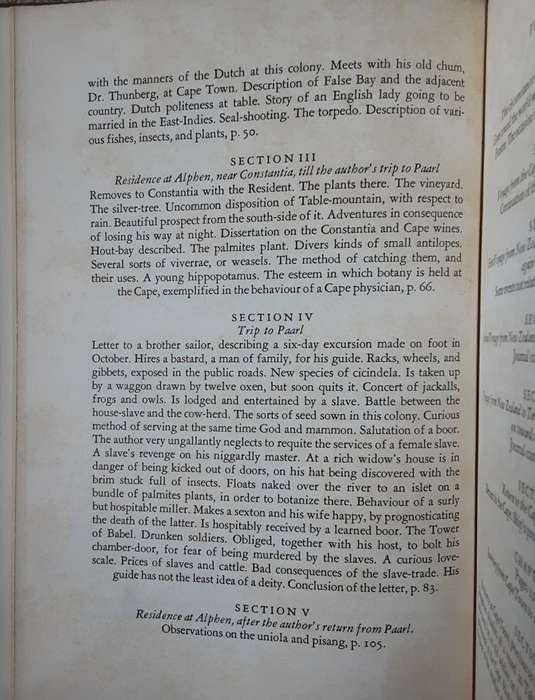 with the manners of the Dutch at this colony. Meets with his old chum,
Dr. Thunberg, at Cape Town. Description of False Bay and the adjacent
country. Dutch politeness at table. Story of an English lady going to be
married in the East-Indies. Seal-shooting. The torpedo. Description of vari-
ous fishes, insects, and plants, p. 50.
SECTION III
Residence at Alphen, near Constantia, till the author's trip to Paarl
Removes to Constantia with the Resident. The plants there. The vineyard.
The silver-tree. Uncommon disposition of Table-mountain, with respect to
rain. Beautiful prospect from the south-side of it. Adventures in consequence
of losing his way at night. Dissertation on the Constantia and Cape wines.
Hout-bay described. The palmites plant. Divers kinds of small antilopes.
Several sorts of viverrae, or weasels. The method of catching them, and
their uses. A young hippopotamus. The esteem in which botany is held at
the Cape, exemplified in the behaviour of a Cape physician, p. 66.
SECTION IV
Trip to Paarl
Letter to a brother sailor, describing a six-day excursion made on foot in
October. Hires a bastard, a man of family, for his guide. Racks, wheels, and
gibbets, exposed in the public roads. New species of cicindela. Is taken up
by a waggon drawn by twelve oxen, but soon quits it. Concert of jackalls,
frogs and owls. Is lodged and entertained by a slave. Battle between the
house-slave and the cow-herd. The sorts of seed sown in this colony. Curious
method of serving at the same time God and mammon. Salutation of a boor.
The author very ungallantly neglects to requite the services of a female slave.
A slave's revenge on his niggardly master. At a rich widow's house is in
danger of being kicked out of doors, on his hat being discovered with the
brim stuck full of insects. Floats naked over the river to an islet on a
bundle of palmites plants, in order to botanize there. Behaviour of a surly
but hospitable miller. Makes a sexton and his wife happy, by prognosticating
the death of the latter. Is hospitably received by a learned boor. The Tower
of Babel. Drunken soldiers. Obliged, together with his host, to bolt his
chamber-door, for fear of being murdered by the slaves. A curious love-
scale. Prices of slaves and cattle. Bad consequences of the slave-trade. His
guide has not the least idea of a deity. Conclusion of the letter, p. 83.
SECTION V
Residence at Alphen, after the author's return from Paarl.
Observations on the uniola and pisang, p. 105.